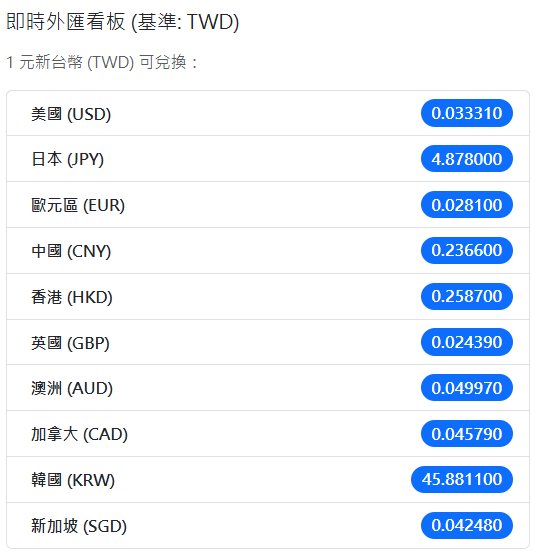 即時外匯看板 (基準: TWD)
1 元新台幣 (TWD) 可兌換：
美國 (USD) 0.033310
日本 (JPY) 4.878000
歐元區 (EUR) 0.028100
中國 (CNY) 0.236600
香港 (HKD) 0.258700
英國 (GBP) 0.024390
澳洲 (AUD) 0.049970
加拿大 (CAD) 0.045790
韓國 (KRW) 45.881100
新加坡 (SGD) 0.042480